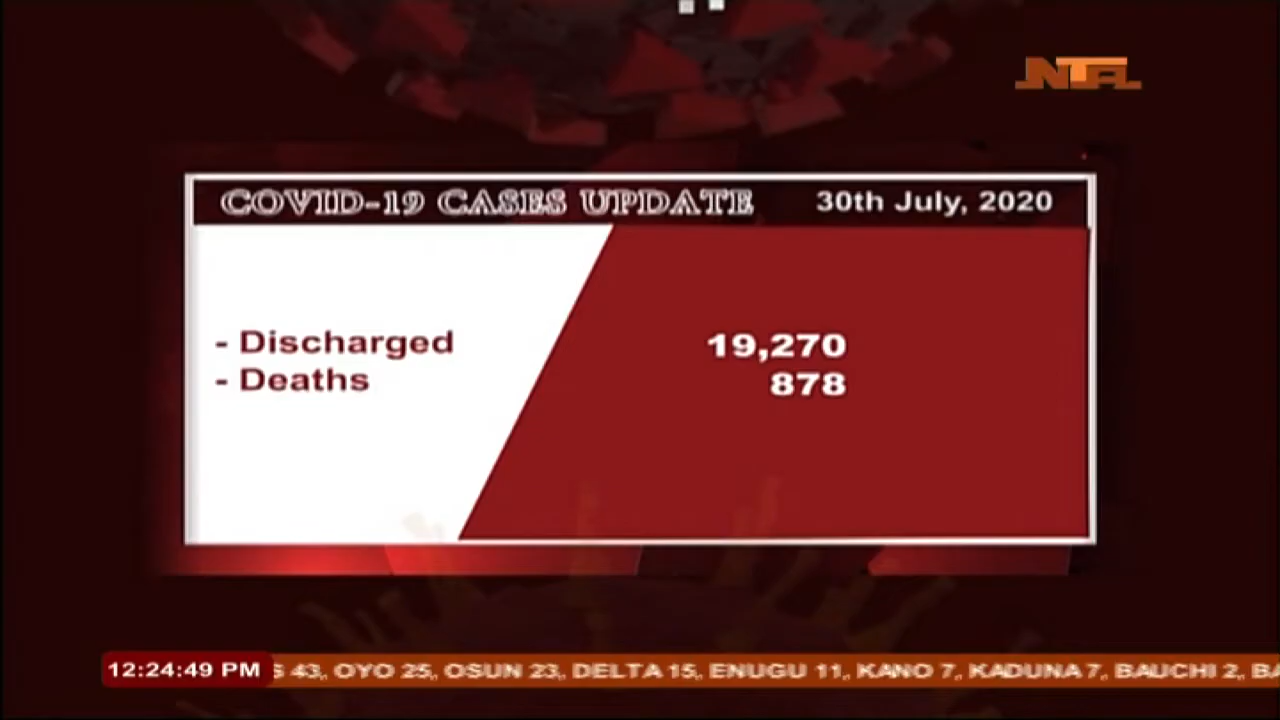 NTA
COVID-19 CASES UPDATE 30th July, 2020
- Discharged 19,270
- Deaths 878
12:24:49 PM S 43, OYO 25, OSUN 23, DELTA 15, ENUGU 11, KANO 7, KADUNA 7, BAUCHI 2, BA